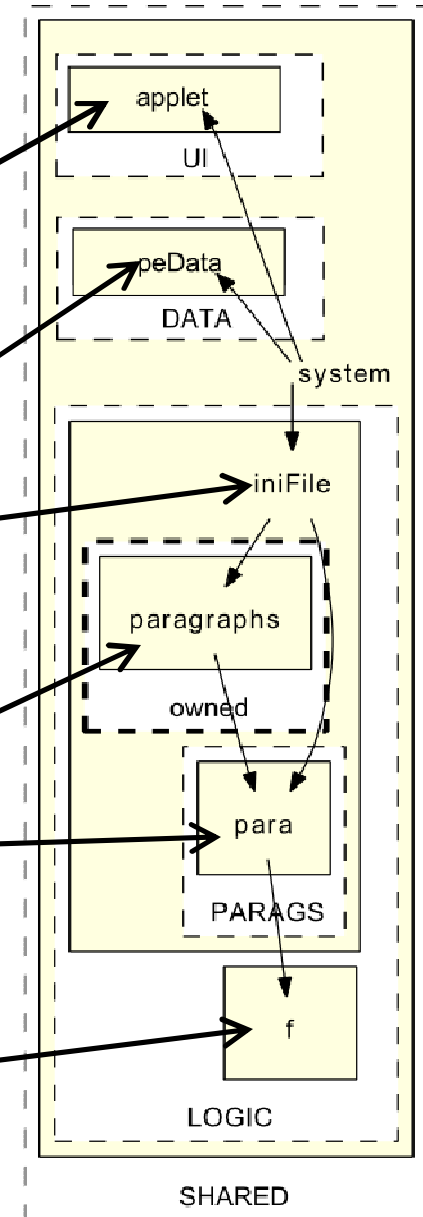 applet
UI
peData
DATA
system
iniFile
paragraphs
owned
para
PARAGS
f
LOGIC
SHARED